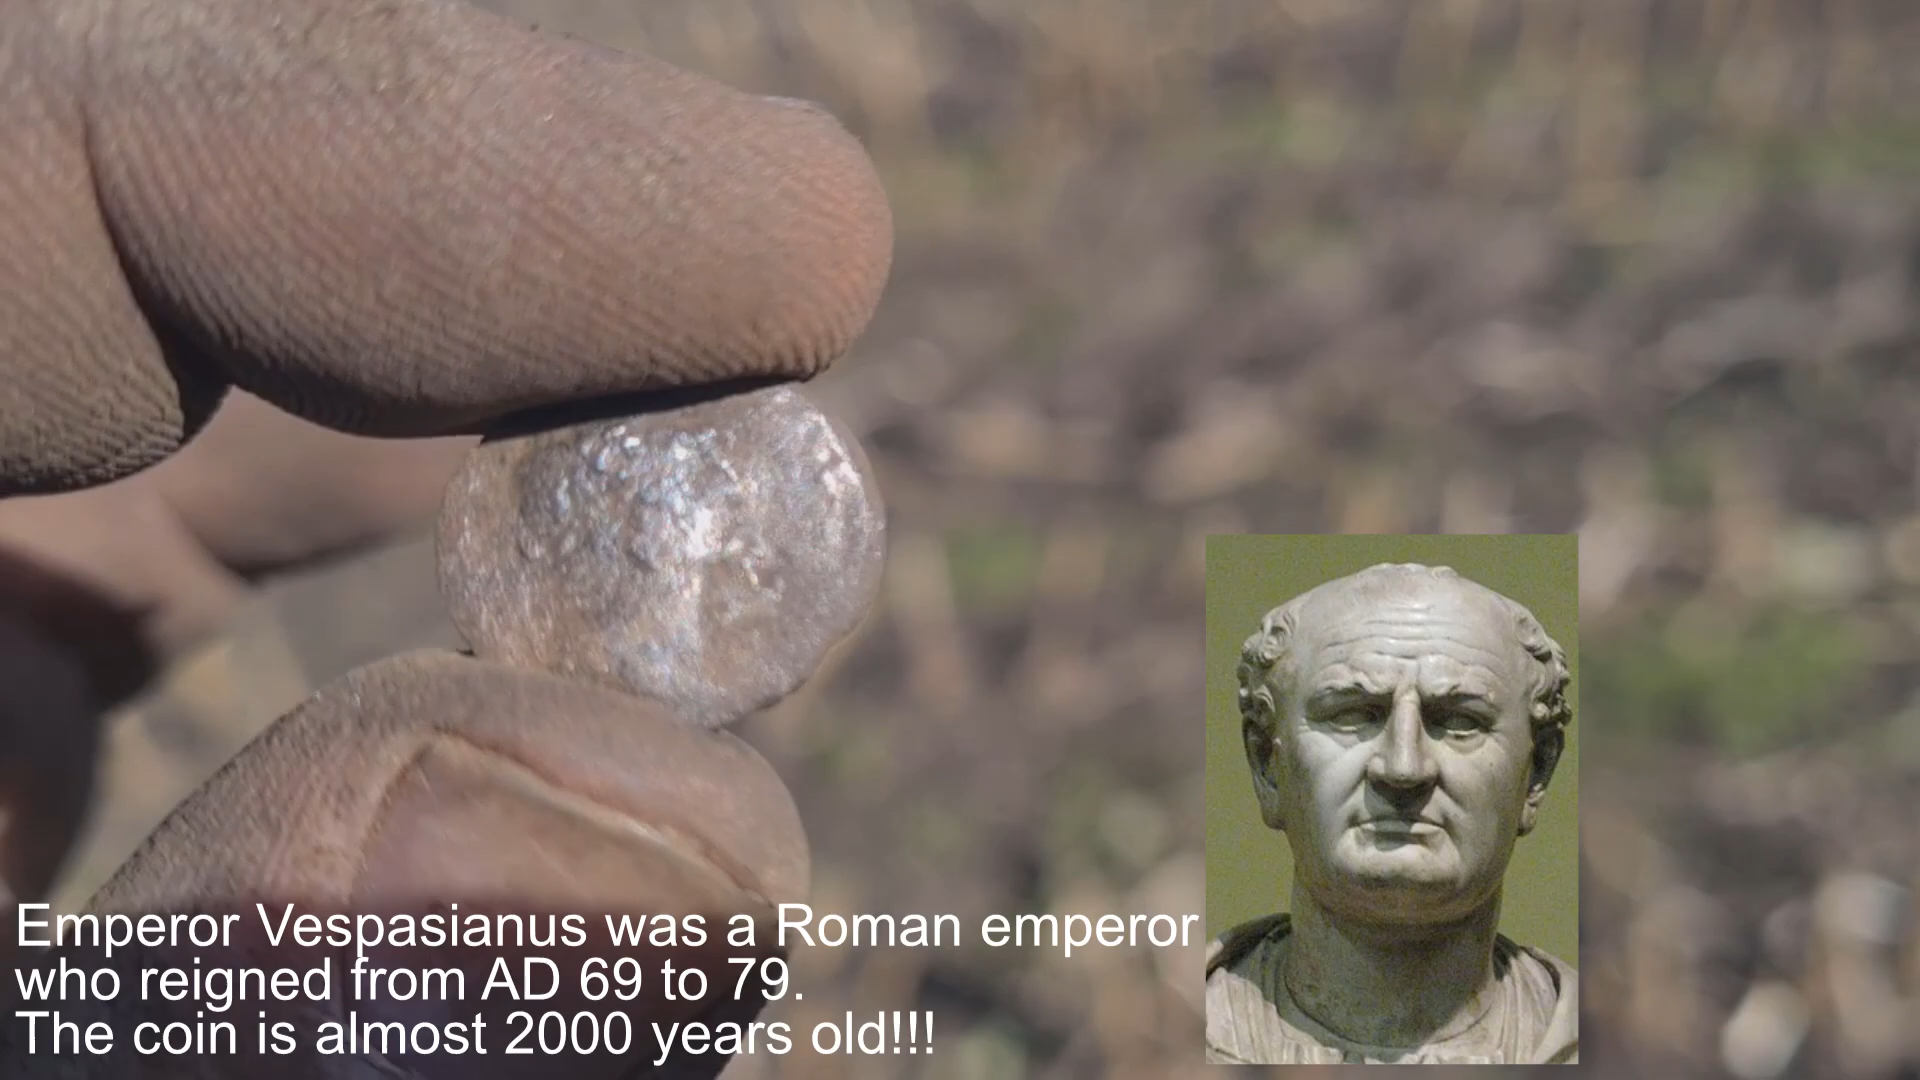 Emperor Vespasianus was a Roman emperor
who reigned from AD 69 to 79.
The coin is almost 2000 years old!!!